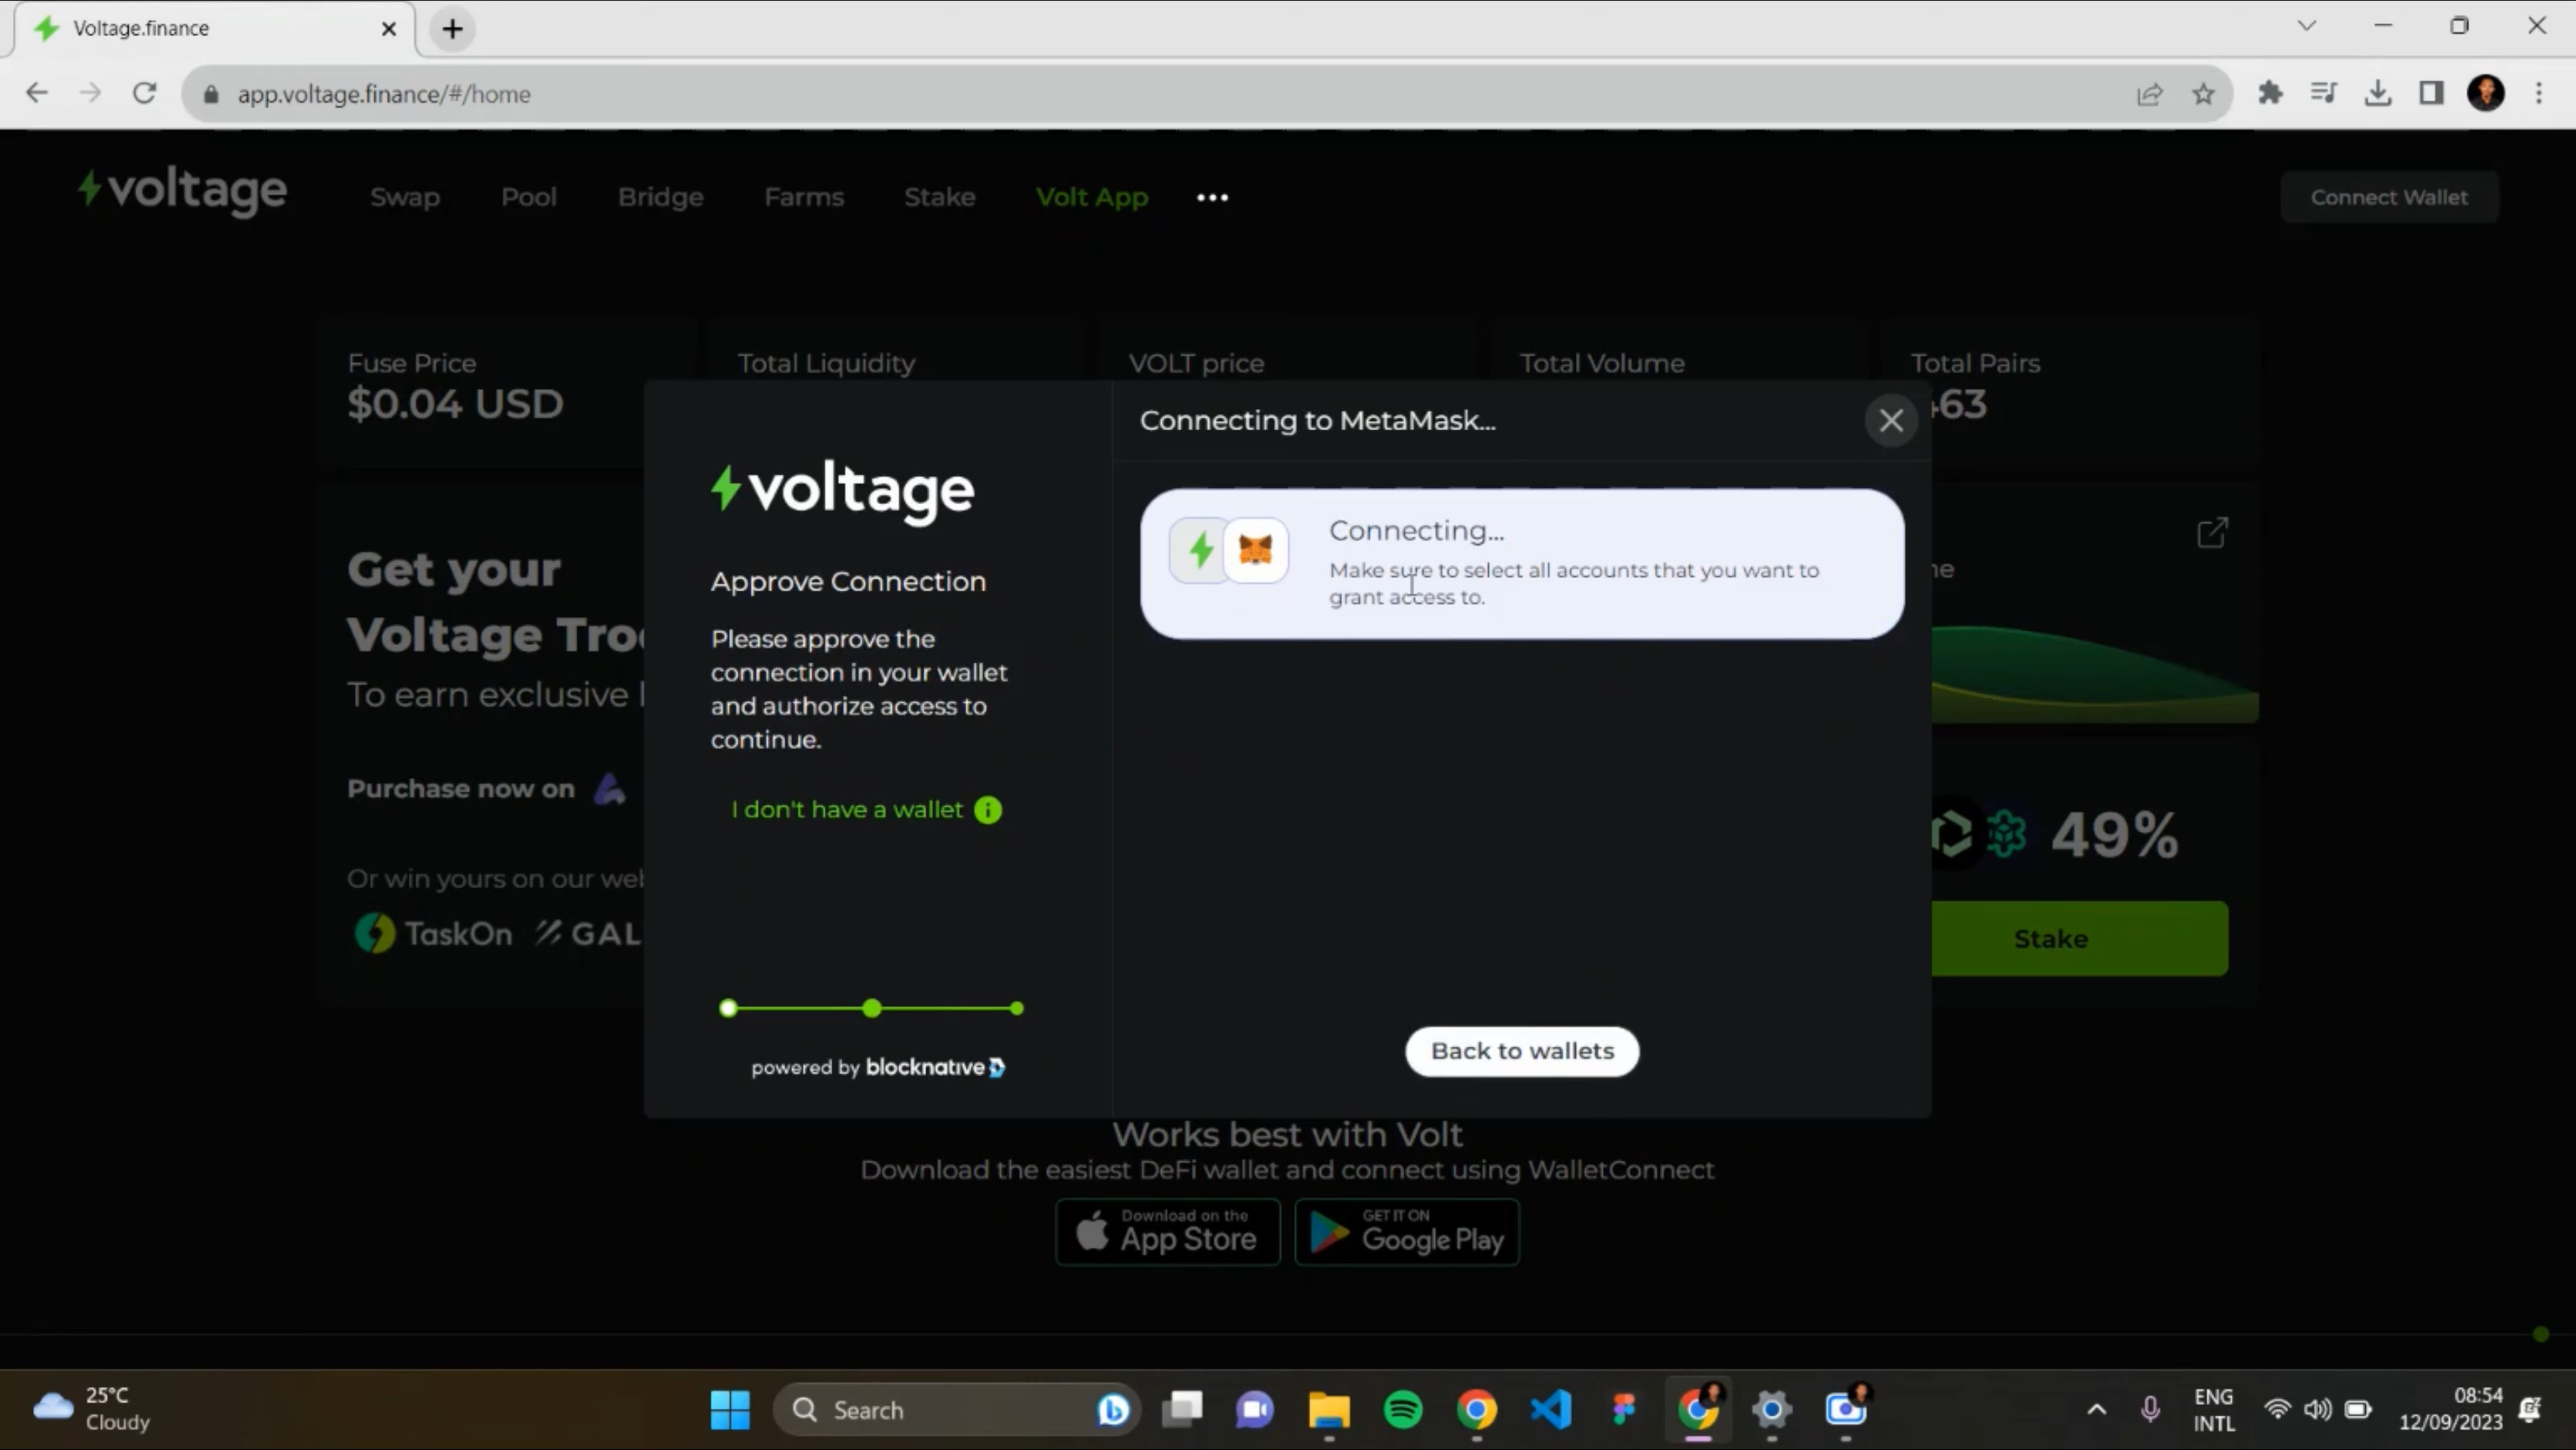 Voltage.finance
app.voltage.finance/#/home
voltage
Swap
Pool
Bridge
Farms
Stake
Volt App
Connect Wallet
Fuse Price
$0.04 USD
Total Liquidity
VOLT price
Total Volume
Total Pairs
63
Get your
Voltage
To earn exclusive
Purchase now on
Or win yours on our
TaskOn
GAL
voltage
Approve Connection
Please approve the
connection in your wallet
and authorize access to
continue.
I don't have a wallet
powered by blocknative
Connecting to MetaMask...
Connecting...
Make sure to select all accounts that you want to
grant access to.
Back to wallets
49%
Stake
Works best with Volt
Download the easiest DeFi wallet and connect using WalletConnect
Download on the
App Store
GET IT ON
Google Play
25°C
Cloudy
Search
ENG
INTL
08:54
12/09/2023